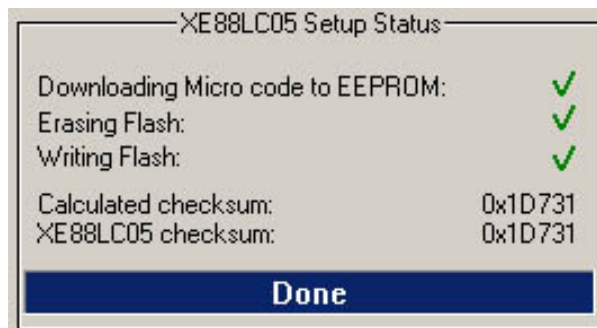 XE88LC05 Setup Status
Downloading Micro code to EEPROM:
Erasing Flash:
Writing Flash:
Calculated checksum: 0x1D731
XE88LC05 checksum: 0x1D731
Done